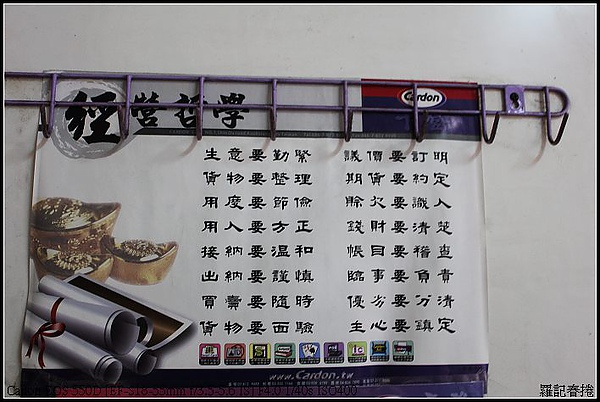 經營哲學
Cardon
生意要勤緊 議價要訂明
貨物要整理 期貨要約定
用度要節儉 賒欠要識人
用人要方正 錢財要清楚
接納要溫和 帳目要稽查
出納要謹慎 臨事要負責
買賣要隨時 優劣要分清
貨物要面驗 主心要鎮定
www.Cardon.tw
羅記春捲